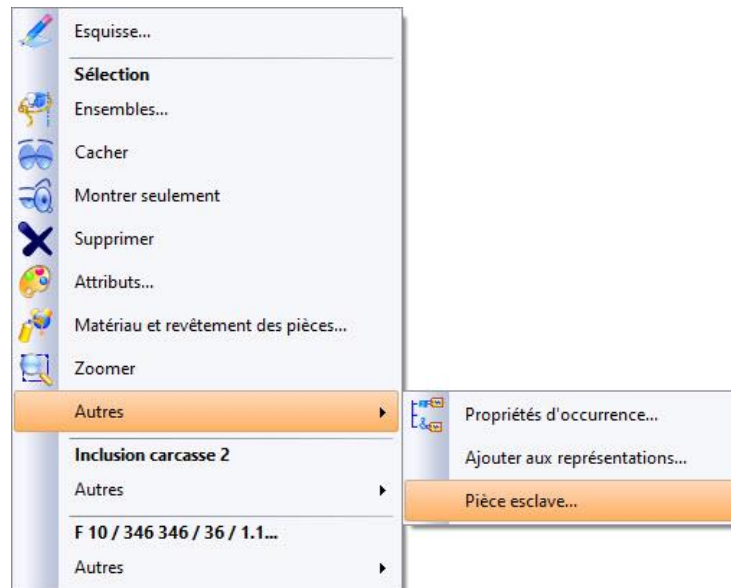 Esquisse...
Sélection
Ensembles...
Cacher
Montrer seulement
Supprimer
Attributs...
Matériau et revêtement des pièces...
Zoomer
Autres
Propriétés d'occurrence...
Ajouter aux représentations...
Pièce esclave...
Inclusion carcasse 2
Autres
F 10 / 346 346 / 36 / 1.1...
Autres